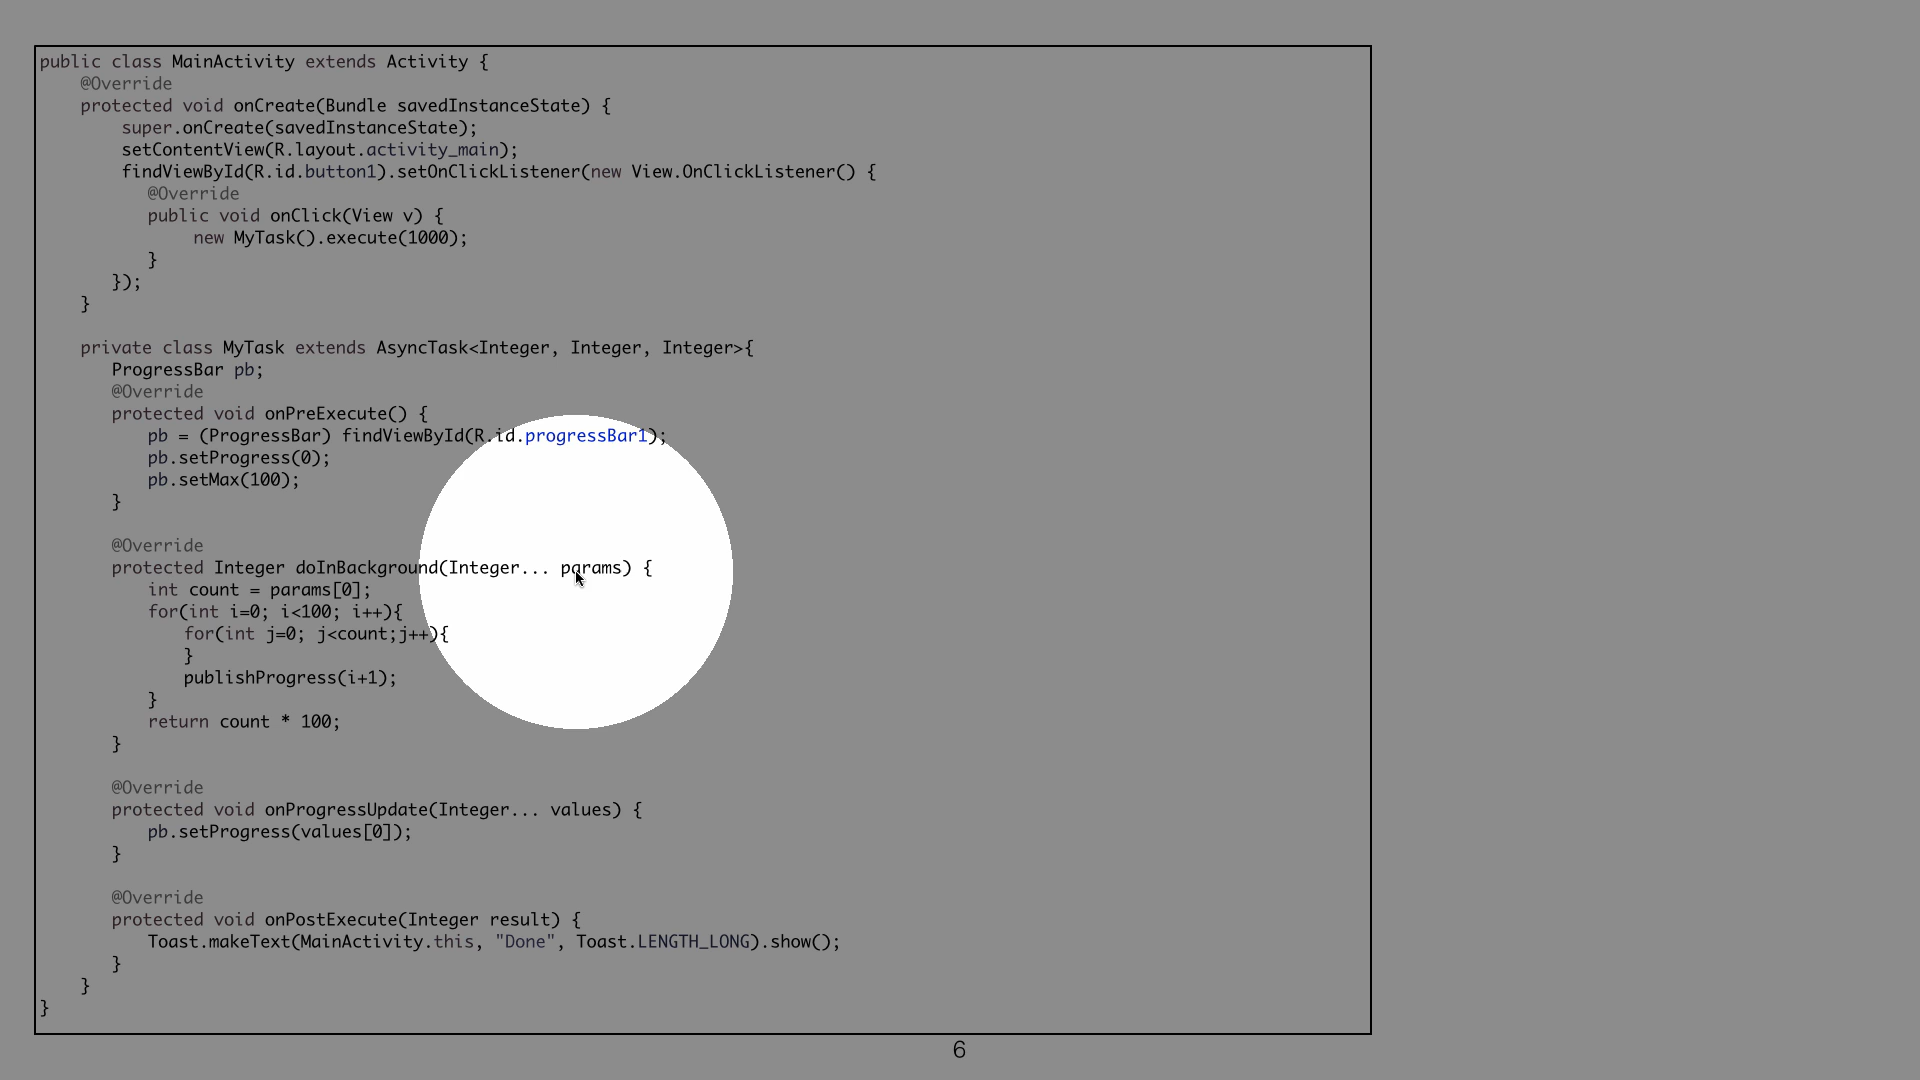 public class MainActivity extends Activity {
@Override
protected void onCreate(Bundle savedInstanceState) {
super.onCreate(savedInstanceState);
setContentView(R.layout.activity_main);
findViewById(R.id.button1).setOnClickListener(new View.OnClickListener() {
@Override
public void onClick(View v) {
new MyTask().execute(1000);
}
});
}
private class MyTask extends AsyncTask<Integer, Integer, Integer>{
ProgressBar pb;
@Override
protected void onPreExecute() {
pb = (ProgressBar) findViewById(R.id.progressBar1);
pb.setProgress(0);
pb.setMax(100);
}
@Override
protected Integer doInBackground(Integer... params) {
int count = params[0];
for(int i=0; i<100; i++){
for(int j=0; j<count;j++){
}
publishProgress(i+1);
}
return count * 100;
}
@Override
protected void onProgressUpdate(Integer... values) {
pb.setProgress(values[0]);
}
@Override
protected void onPostExecute(Integer result) {
Toast.makeText(MainActivity.this, "Done", Toast.LENGTH_LONG).show();
}
}
}
6